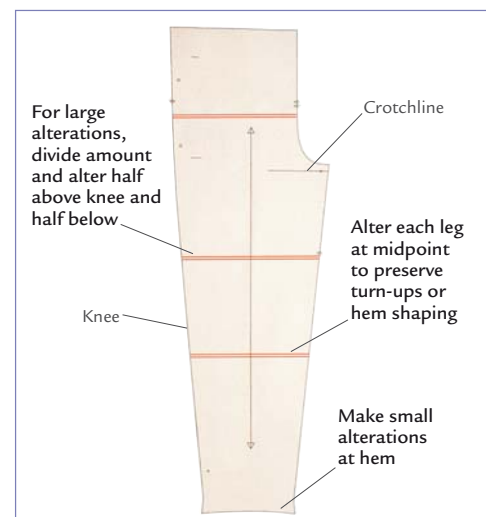 For large
alterations,
divide amount
and alter half
above knee and
half below
Crotchline
Alter each leg
at midpoint
to preserve
turn-ups or
hem shaping
Knee
Make small
alterations
at hem